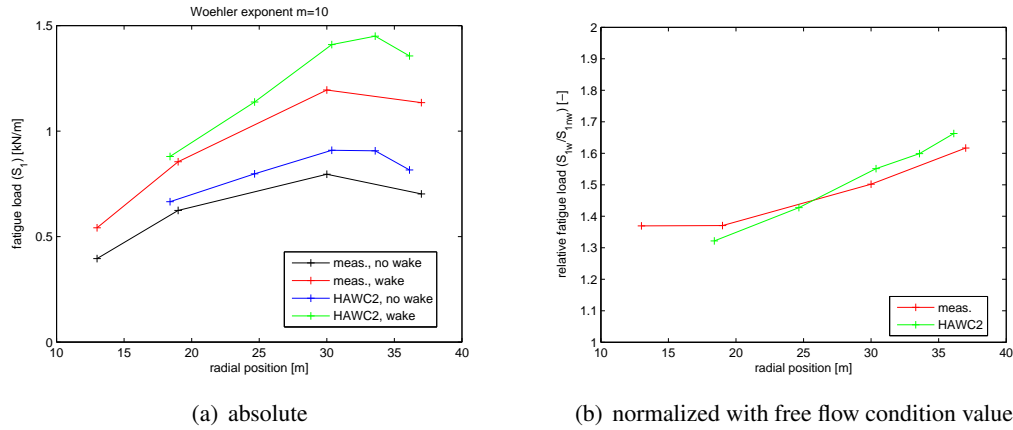 Woehler exponent m=10
1.5
1
0.5
0
fatigue load (S₁) [kN/m]
10 15 20 25 30 35 40
radial position [m]
meas., no wake
meas., wake
HAWC2, no wake
HAWC2, wake
(a) absolute
2
1.9
1.8
1.7
1.6
1.5
1.4
1.3
1.2
1.1
1
relative fatigue load (S₁w/S₁nw) [−]
10 15 20 25 30 35 40
radial position [m]
meas.
HAWC2
(b) normalized with free flow condition value